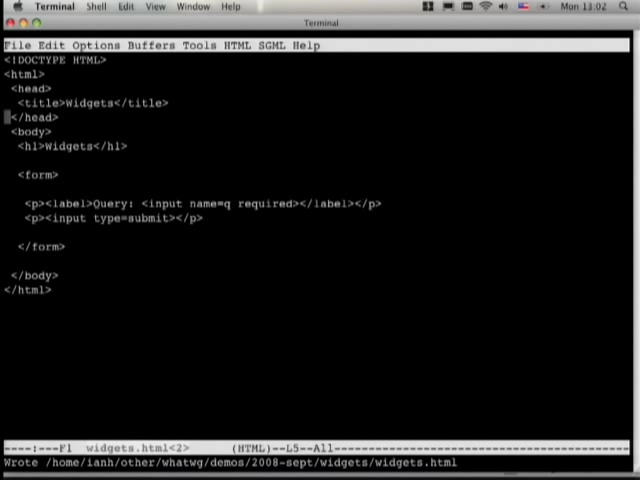 Terminal Shell Edit View Window Help Mon 13:02
Terminal
File Edit Options Buffers Tools HTML SGML Help
<!DOCTYPE HTML>
<html>
<head>
<title>Widgets</title>
</head>
<body>
<h1>Widgets</h1>
<form>
<p><label>Query: <input name=q required></label></p>
<p><input type=submit></p>
</form>
</body>
</html>
----:---F1 widgets.html<2> (HTML)--L5--All----------------------------------------
Wrote /home/ianh/other/whatwg/demos/2008-sept/widgets/widgets.html